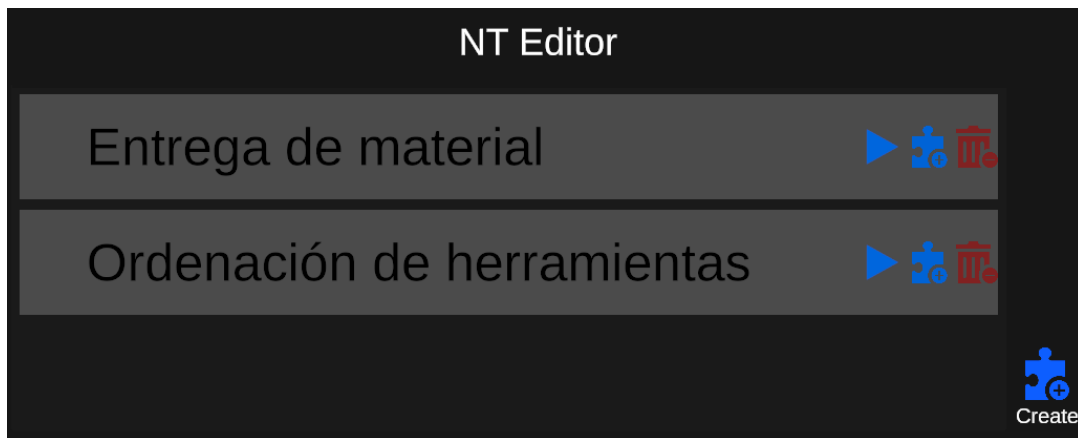 NT Editor
Entrega de material
Ordenación de herramientas
Create